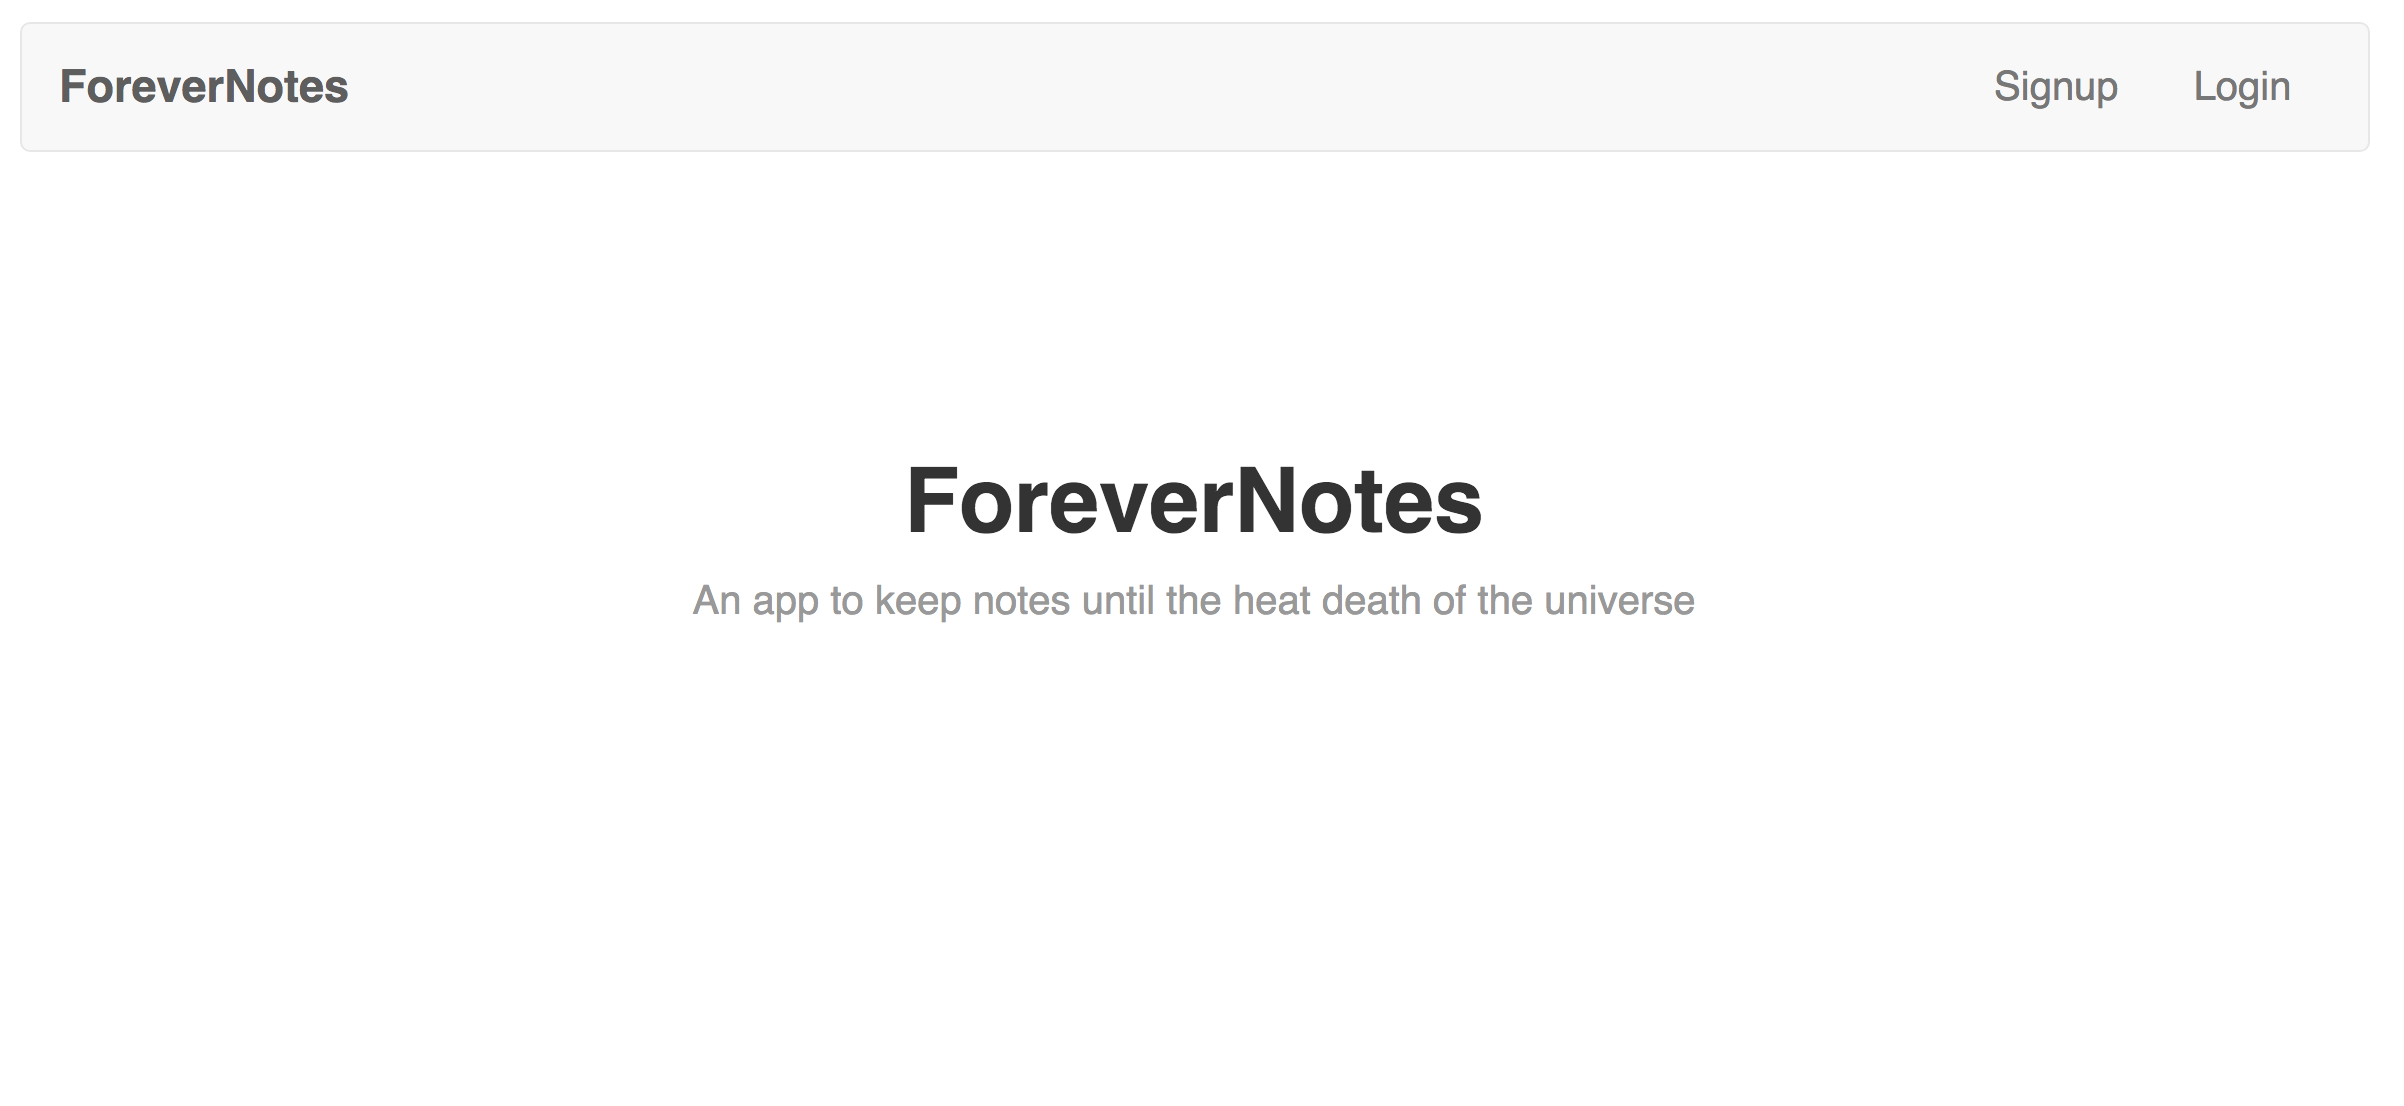 ForeverNotes Signup Login
ForeverNotes
An app to keep notes until the heat death of the universe